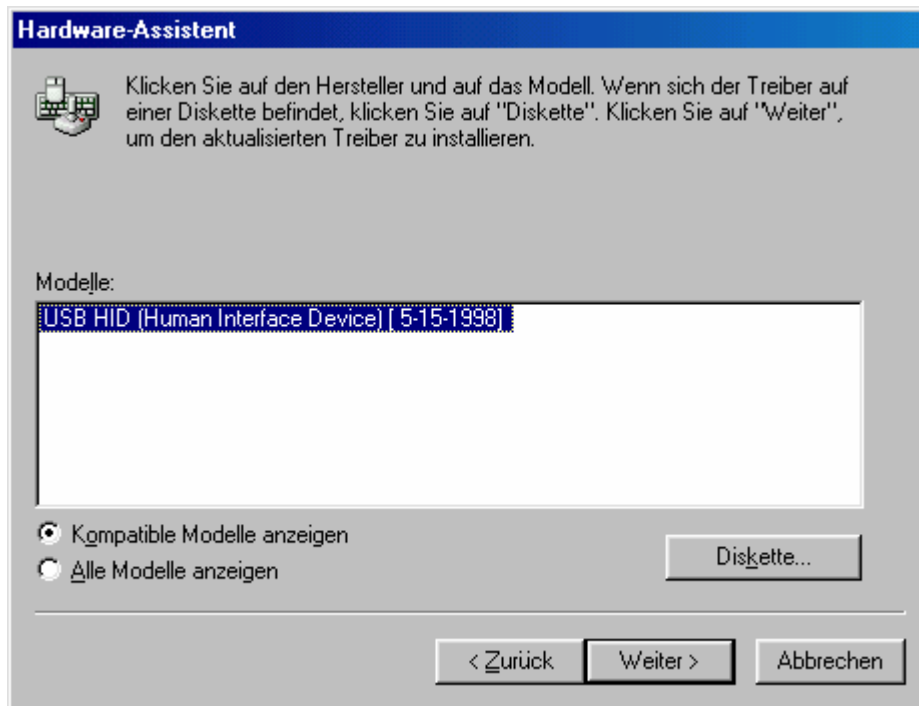 Hardware-Assistent
Klicken Sie auf den Hersteller und auf das Modell. Wenn sich der Treiber auf
einer Diskette befindet, klicken Sie auf "Diskette". Klicken Sie auf "Weiter",
um den aktualisierten Treiber zu installieren.
Modelle:
USB HID (Human Interface Device) [ 5-15-1998]
Kompatible Modelle anzeigen
Alle Modelle anzeigen
Diskette...
< Zurück Weiter > Abbrechen